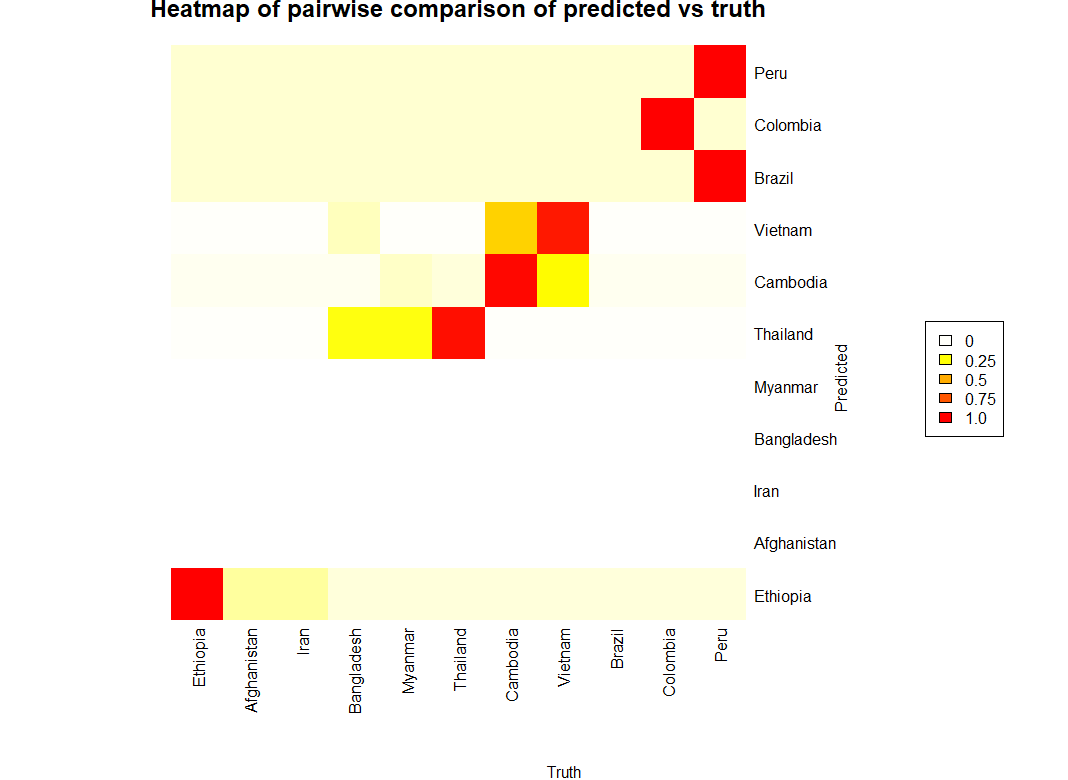 Heatmap of pairwise comparison of predicted vs truth
Peru
Colombia
Brazil
Vietnam
Cambodia
Thailand
Myanmar
Bangladesh
Iran
Afghanistan
Ethiopia
Predicted
0
0.25
0.5
0.75
1.0
Ethiopia
Afghanistan
Iran
Bangladesh
Myanmar
Thailand
Cambodia
Vietnam
Brazil
Colombia
Peru
Truth